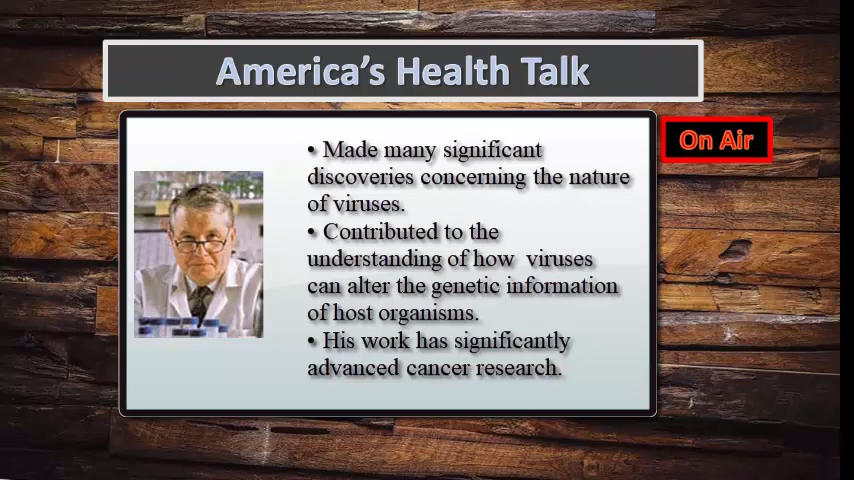 America's Health Talk
On Air
• Made many significant
discoveries concerning the nature
of viruses.
• Contributed to the
understanding of how  viruses
can alter the genetic information
of host organisms.
• His work has significantly
advanced cancer research.